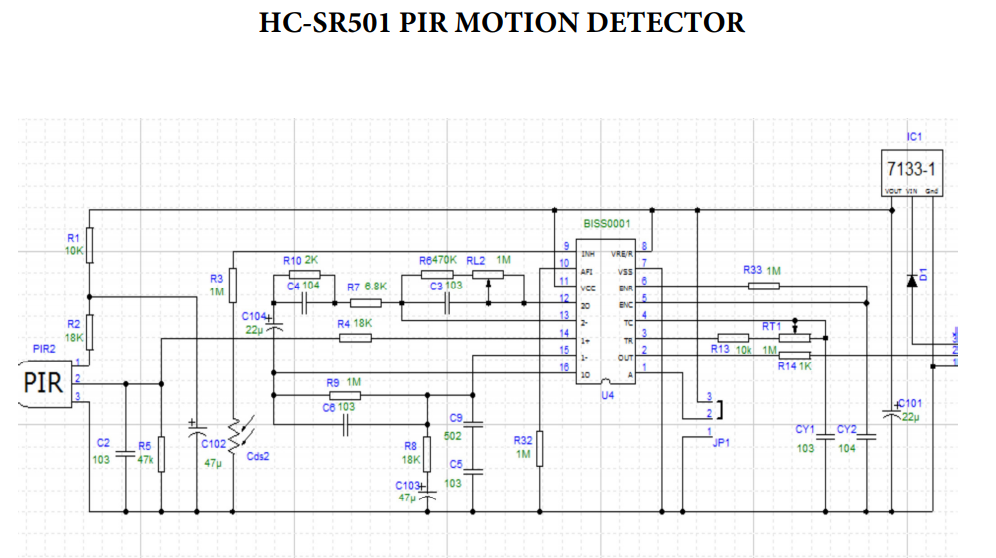 HC-SR501 PIR MOTION DETECTOR
IC1
7133-1
VOUT VIN Gnd
BISS0001
R1
10K
R2
18K
PIR2
PIR
1
2
3
C2
103
R5
47k
C102
47µ
R3
1M
Cds2
C104
22µ
R10 2K
C4 104
R7 6.8K
R6 470K
RL2 1M
C3 103
R4 18K
R9 1M
C6 103
R8
18K
C103
47µ
C9
502
C5
103
R32
1M
9 INH VRE/R 8
10 AFI VSS 7
11 VCC ENR 6
12 2O ENC 5
13 2- TC 4
14 1+ TR 3
15 1- OUT 2
16 1O A 1
U4
R33 1M
RT1
R13 10k 1M
R14 1K
3
2
1
JP1
CY1
103
CY2
104
C101
22µ
D1